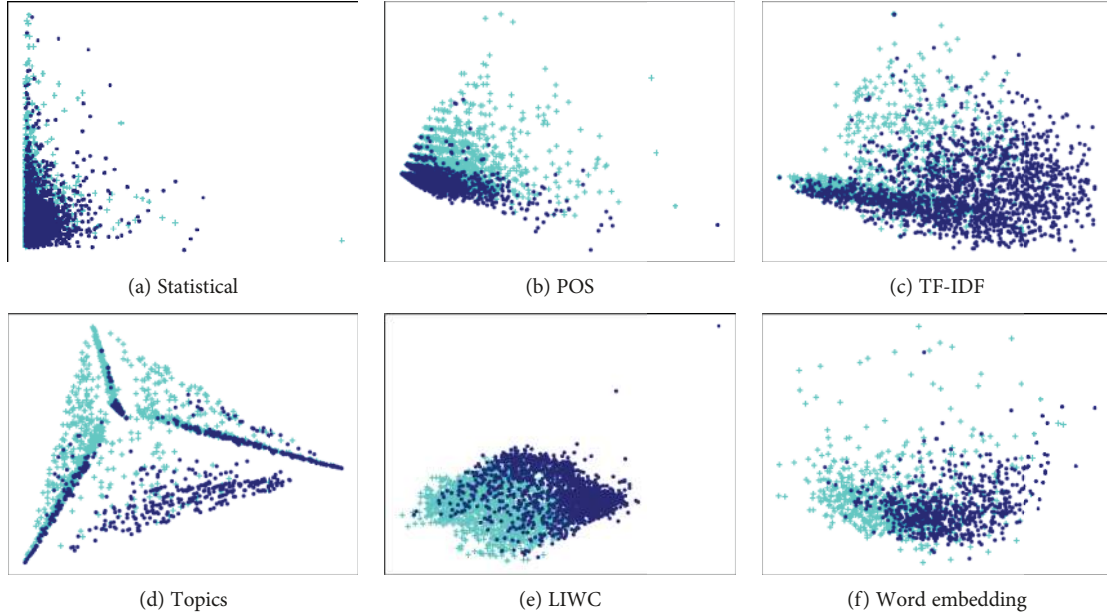 (a) Statistical
(b) POS
(c) TF-IDF
(d) Topics
(e) LIWC
(f) Word embedding